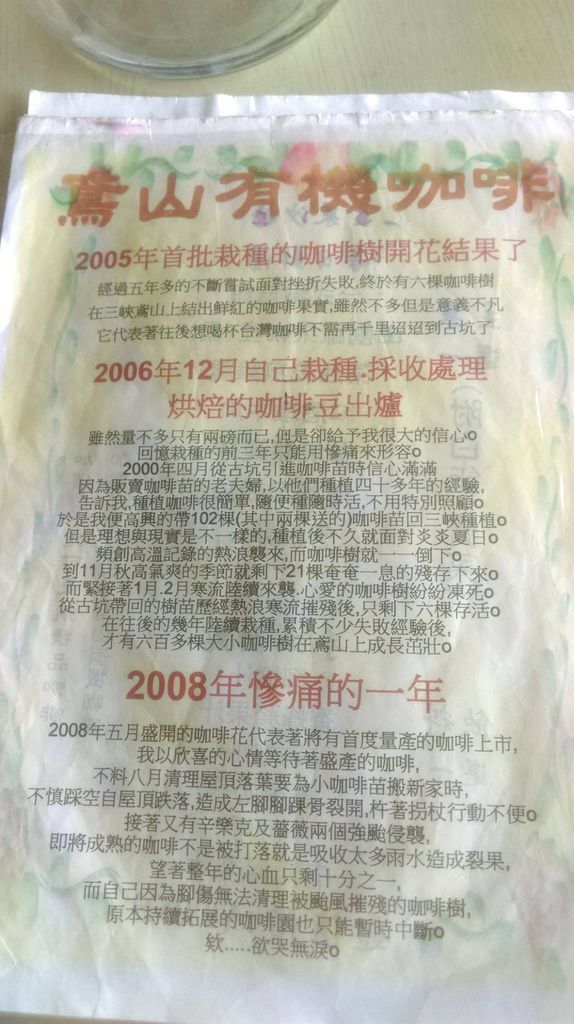 鳶山有機咖啡
2005年首批栽種的咖啡樹開花結果了
經過五年多的不斷嘗試面對挫折失敗,終於有六棵咖啡樹
在三峽鳶山上結出鮮紅的咖啡果實,雖然不多但是意義不凡
它代表著往後想喝杯台灣咖啡不需再千里迢迢到古坑了
2006年12月自己栽種.採收處理
烘焙的咖啡豆出爐
雖然量不多只有兩磅而已,但是卻給予我很大的信心o
回憶栽種的前三年只能用慘痛來形容o
2000年四月從古坑引進咖啡苗時信心滿滿
因為販賣咖啡苗的老夫婦,以他們種植四十多年的經驗,
告訴我,種植咖啡很簡單,隨便種隨時活,不用特別照顧o
於是我便高興的帶102棵(其中兩棵送的)咖啡苗回三峽種植o
但是理想與現實是不一樣的,種植後不久就面對炎炎夏日o
頻創高溫記錄的熱浪襲來,而咖啡樹就一一倒下o
到11月秋高氣爽的季節就剩下21棵奄奄一息的殘存下來o
而緊接著1月.2月寒流陸續來襲.心愛的咖啡樹紛紛凍死o
從古坑帶回的樹苗歷經熱浪寒流摧殘後,只剩下六棵存活o
在往後的幾年陸續栽種,累積不少失敗經驗後,
才有六百多棵大小咖啡樹在鳶山上成長茁壯o
2008年慘痛的一年
2008年五月盛開的咖啡花代表著將有首度量產的咖啡上市,
我以欣喜的心情等待著盛產的咖啡,
不料八月清理屋頂落葉要為小咖啡苗搬新家時,
不慎踩空自屋頂跌落,造成左腳腳踝骨裂開,杵著拐杖行動不便o
接著又有辛樂克及薔薇兩個強颱侵襲,
即將成熟的咖啡不是被打落就是吸收太多雨水造成裂果,
望著整年的心血只剩十分之一,
而自己因為腳傷無法清理被颱風摧殘的咖啡樹,
原本持續拓展的咖啡園也只能暫時中斷o
欸.....欲哭無淚o